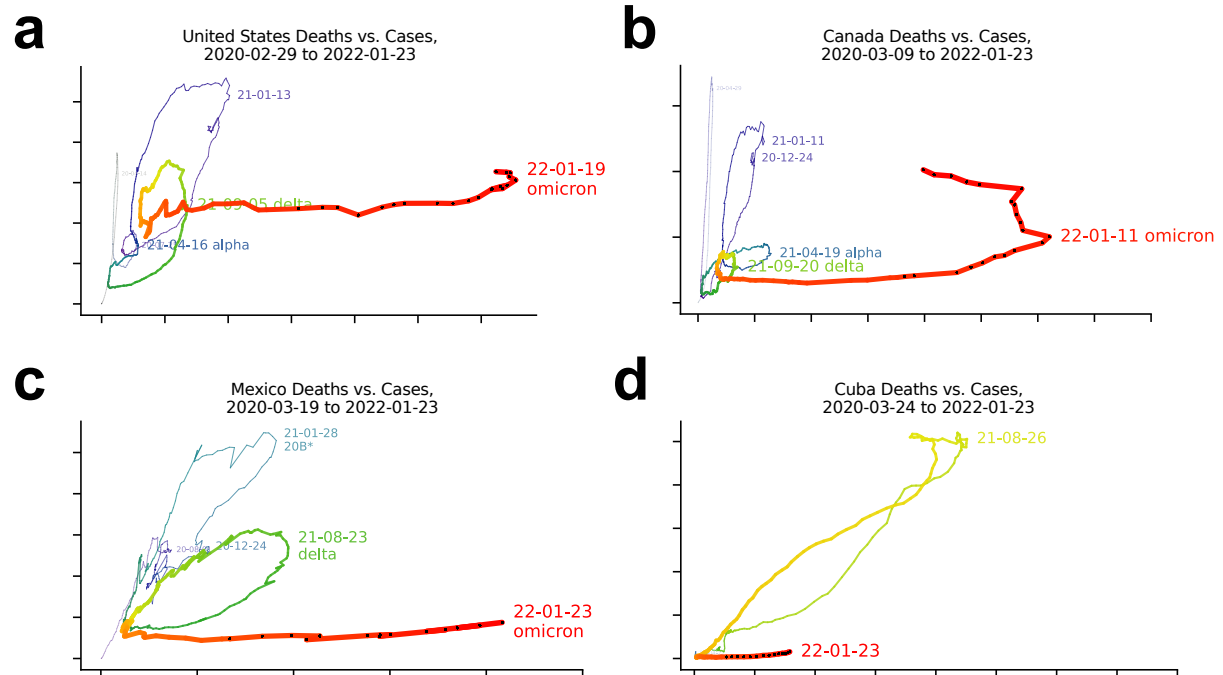 a
United States Deaths vs. Cases,
2020-02-29 to 2022-01-23
21-01-13
22-01-19
omicron
21-09-05 delta
21-04-16 alpha
b
Canada Deaths vs. Cases,
2020-03-09 to 2022-01-23
21-01-11
20-12-24
21-04-19 alpha
21-09-20 delta
22-01-11 omicron
c
Mexico Deaths vs. Cases,
2020-03-19 to 2022-01-23
21-01-28
20B*
20-12-24
21-08-23
delta
22-01-23
omicron
d
Cuba Deaths vs. Cases,
2020-03-24 to 2022-01-23
21-08-26
22-01-23